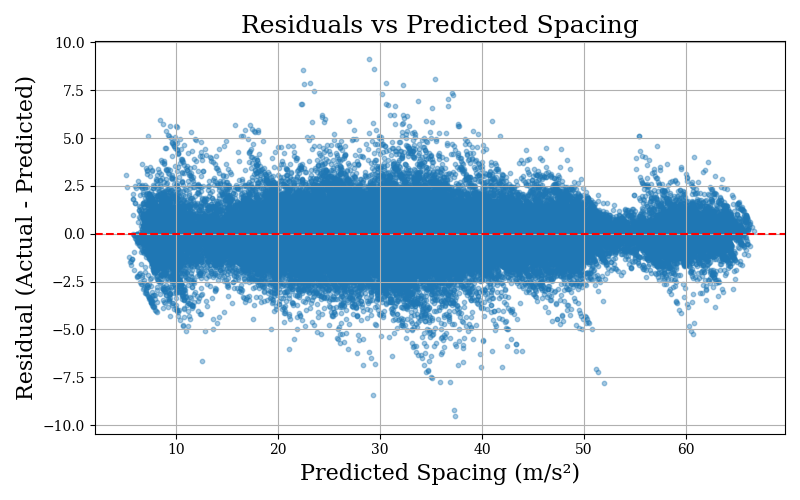 Residuals vs Predicted Spacing
Residual (Actual - Predicted)
10.0
7.5
5.0
2.5
0.0
−2.5
−5.0
−7.5
−10.0
10 20 30 40 50 60
Predicted Spacing (m/s²)